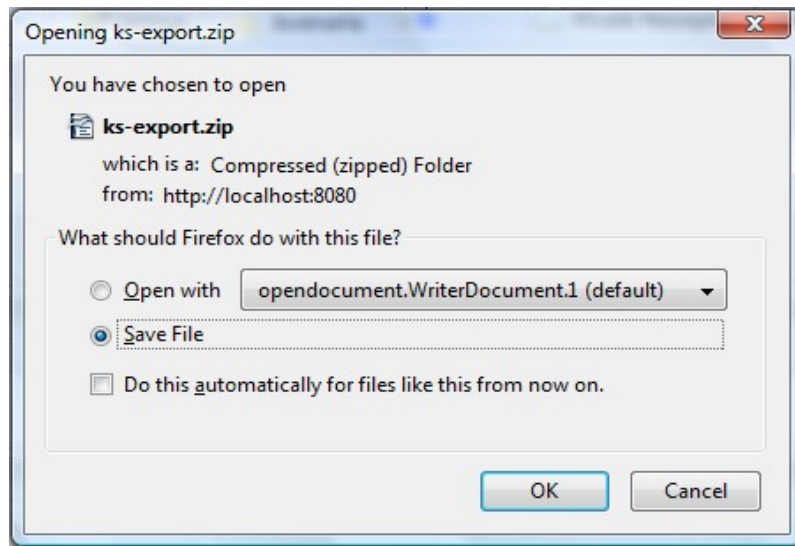 Opening ks-export.zip
You have chosen to open
ks-export.zip
which is a: Compressed (zipped) Folder
from: http://localhost:8080
What should Firefox do with this file?
Open with opendocument.WriterDocument.1 (default)
Save File
Do this automatically for files like this from now on.
OK Cancel